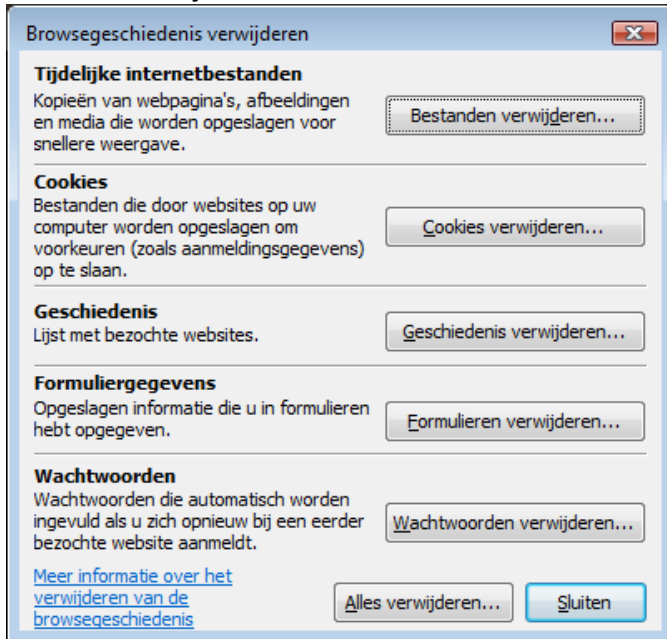 Browsegeschiedenis verwijderen
Tijdelijke internetbestanden
Kopieën van webpagina's, afbeeldingen
en media die worden opgeslagen voor
snellere weergave.
Bestanden verwijderen...
Cookies
Bestanden die door websites op uw
computer worden opgeslagen om
voorkeuren (zoals aanmeldingsgegevens)
op te slaan.
Cookies verwijderen...
Geschiedenis
Lijst met bezochte websites.
Geschiedenis verwijderen...
Formuliergegevens
Opgeslagen informatie die u in formulieren
hebt opgegeven.
Formulieren verwijderen...
Wachtwoorden
Wachtwoorden die automatisch worden
ingevuld als u zich opnieuw bij een eerder
bezochte website aanmeldt.
Wachtwoorden verwijderen...
Meer informatie over het
verwijderen van de
browsegeschiedenis
Alles verwijderen...
Sluiten